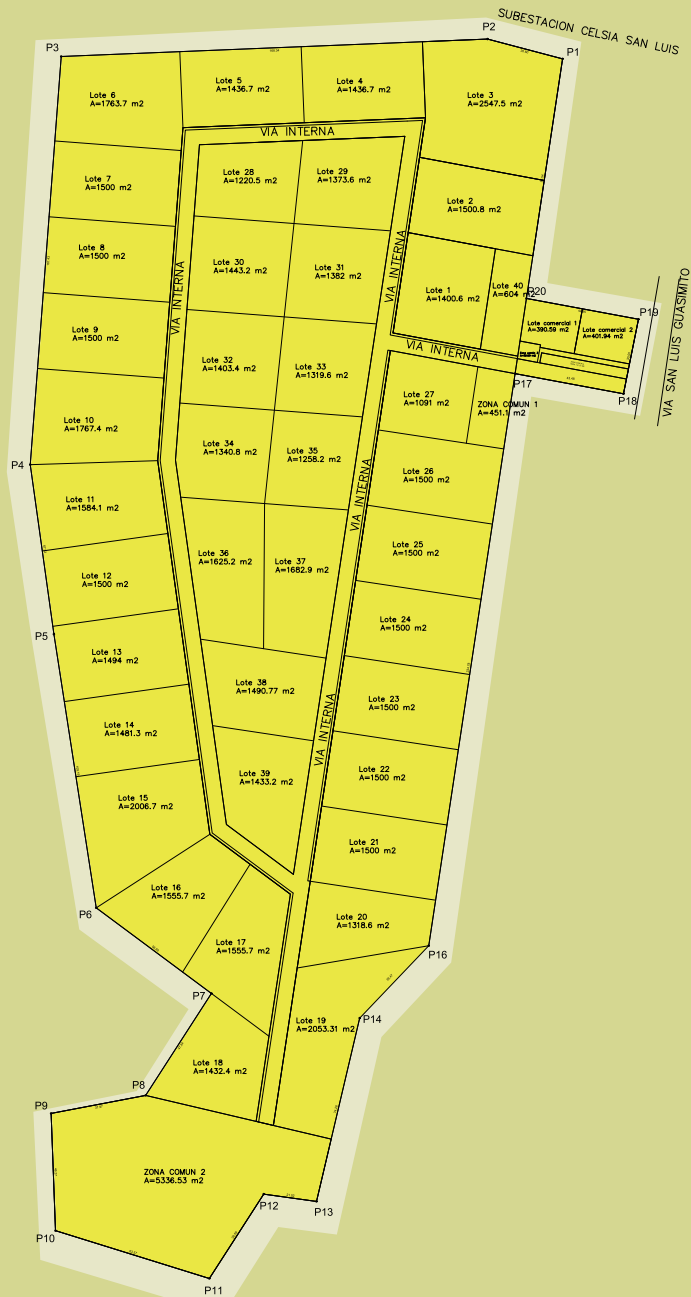 SUBESTACION CELSIA SAN LUIS
P2
P1
P3
Lote 6
A=1763.7 m2
Lote 5
A=1436.7 m2
Lote 4
A=1436.7 m2
Lote 3
A=2547.5 m2
VIA INTERNA
Lote 7
A=1500 m2
Lote 28
A=1220.5 m2
Lote 29
A=1373.6 m2
Lote 2
A=1500.8 m2
Lote 8
A=1500 m2
Lote 30
A=1443.2 m2
Lote 31
A=1382 m2
VIA INTERNA
VIA INTERNA
Lote 1
A=1400.6 m2
Lote 40
A=604 m2
P20
P19
Lote comercial 1
A=390.59 m2
Lote comercial 2
A=401.94 m2
VIA SAN LUIS GUASIMITO
Lote 9
A=1500 m2
Lote 32
A=1403.4 m2
Lote 33
A=1319.6 m2
VIA INTERNA
P17
P18
Lote 27
A=1091 m2
ZONA COMUN 1
A=451.1 m2
Lote 10
A=1767.4 m2
Lote 34
A=1340.8 m2
Lote 35
A=1258.2 m2
P4
Lote 26
A=1500 m2
Lote 11
A=1584.1 m2
VIA INTERNA
Lote 36
A=1625.2 m2
Lote 37
A=1682.9 m2
Lote 25
A=1500 m2
Lote 12
A=1500 m2
P5
Lote 24
A=1500 m2
Lote 13
A=1494 m2
Lote 38
A=1490.77 m2
Lote 23
A=1500 m2
VIA INTERNA
Lote 14
A=1481.3 m2
Lote 39
A=1433.2 m2
Lote 22
A=1500 m2
Lote 15
A=2006.7 m2
Lote 21
A=1500 m2
Lote 16
A=1555.7 m2
P6
Lote 20
A=1318.6 m2
Lote 17
A=1555.7 m2
P16
P7
Lote 19
A=2053.31 m2
P14
Lote 18
A=1432.4 m2
P8
P9
ZONA COMUN 2
A=5336.53 m2
P12
P13
P10
P11